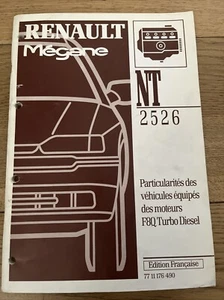 RENAULT
Mégane
NT
2526
Particularités des
véhicules équipés
des moteurs
F8Q Turbo Diesel
Edition Française
77 11 176 490